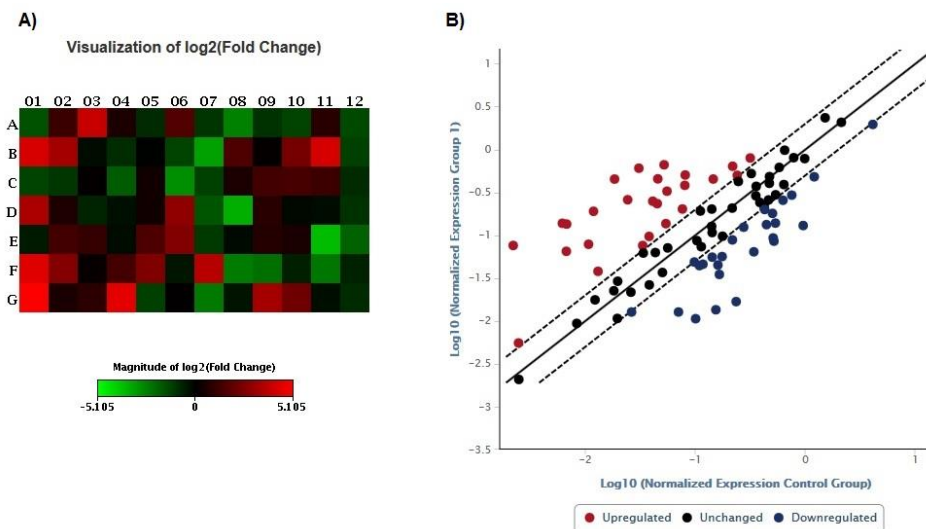 A)
Visualization of log2(Fold Change)
01 02 03 04 05 06 07 08 09 10 11 12
A
B
C
D
E
F
G
Magnitude of log2(Fold Change)
-5.105 0 5.105
B)
Log10 (Normalized Expression Group 1)
1
0.5
0
-0.5
-1
-1.5
-2
-2.5
-3
-3.5
-2 -1 0 1
Log10 (Normalized Expression Control Group)
Upregulated Unchanged Downregulated